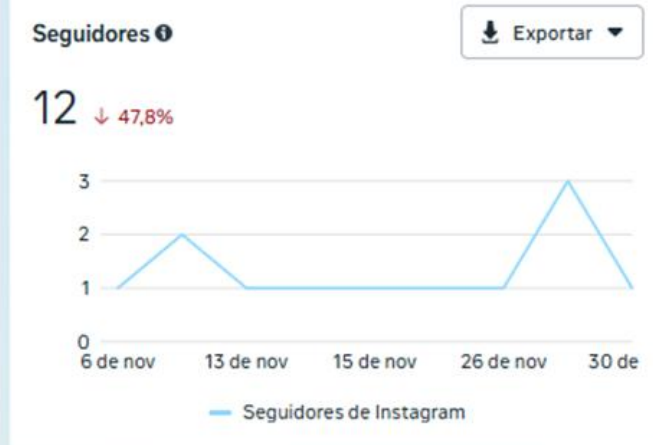 Seguidores
Exportar
12 ↓ 47,8%
3
2
1
0
6 de nov 13 de nov 15 de nov 26 de nov 30 de
Seguidores de Instagram